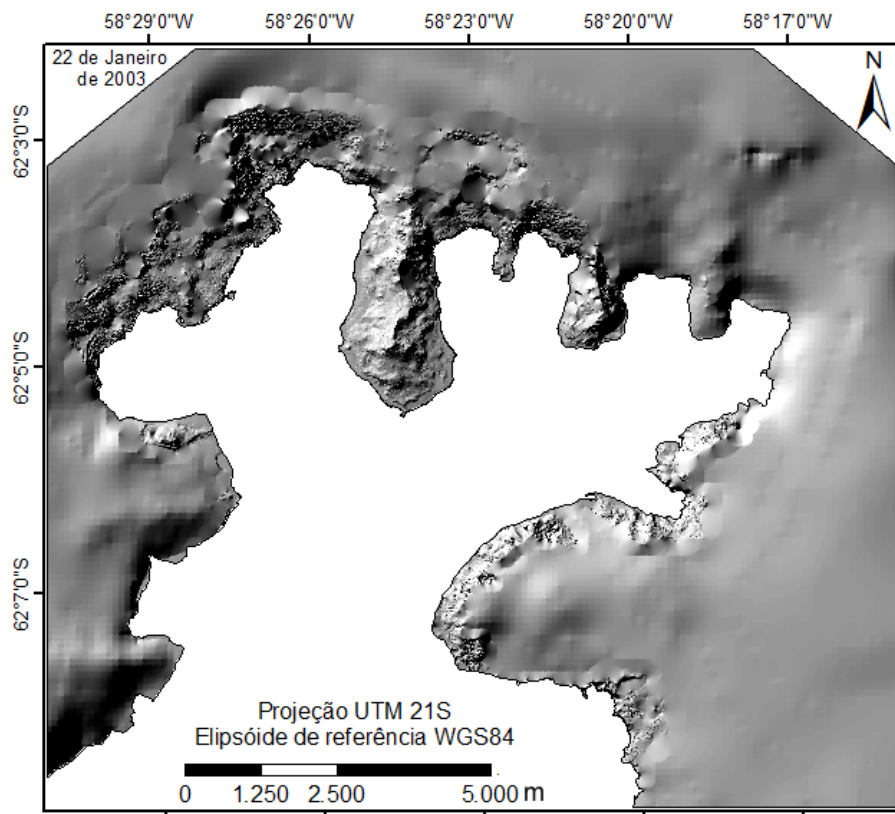 58°29'0"W 58°26'0"W 58°23'0"W 58°20'0"W 58°17'0"W
22 de Janeiro
de 2003
N
62°3'0"S
62°5'0"S
62°7'0"S
Projeção UTM 21S
Elipsóide de referência WGS84
0 1.250 2.500 5.000 m